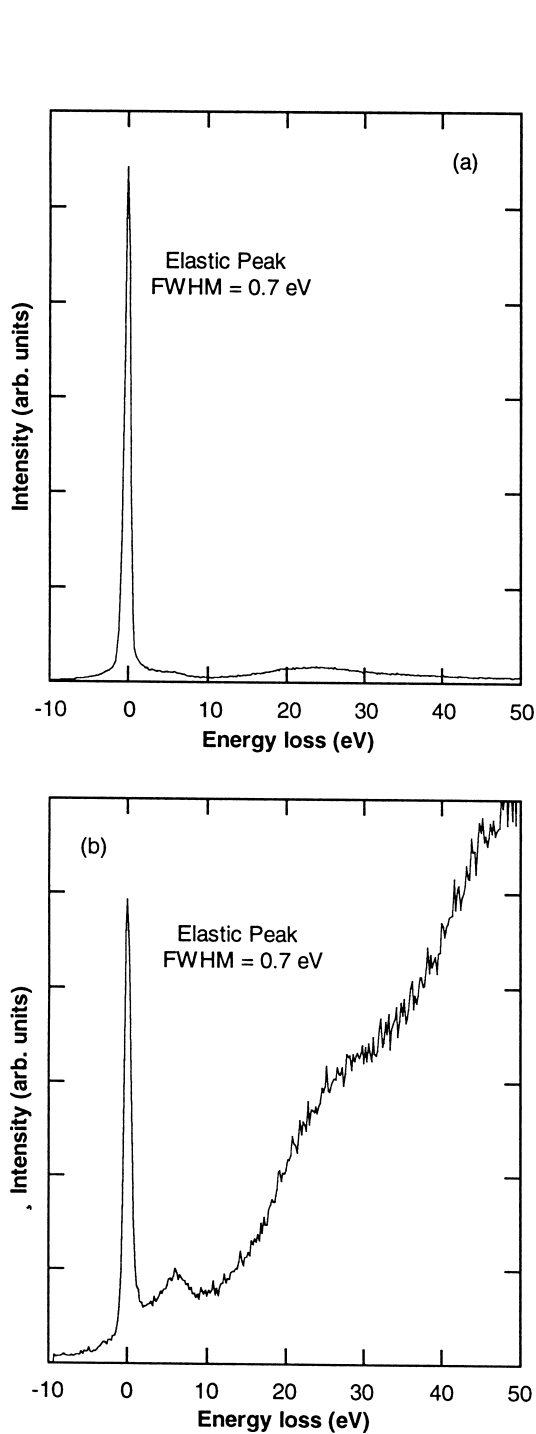 (a)
Elastic Peak
FWHM = 0.7 eV
Intensity (arb. units)
-10 0 10 20 30 40 50
Energy loss (eV)
(b)
Elastic Peak
FWHM = 0.7 eV
Intensity (arb. units)
-10 0 10 20 30 40 50
Energy loss (eV)